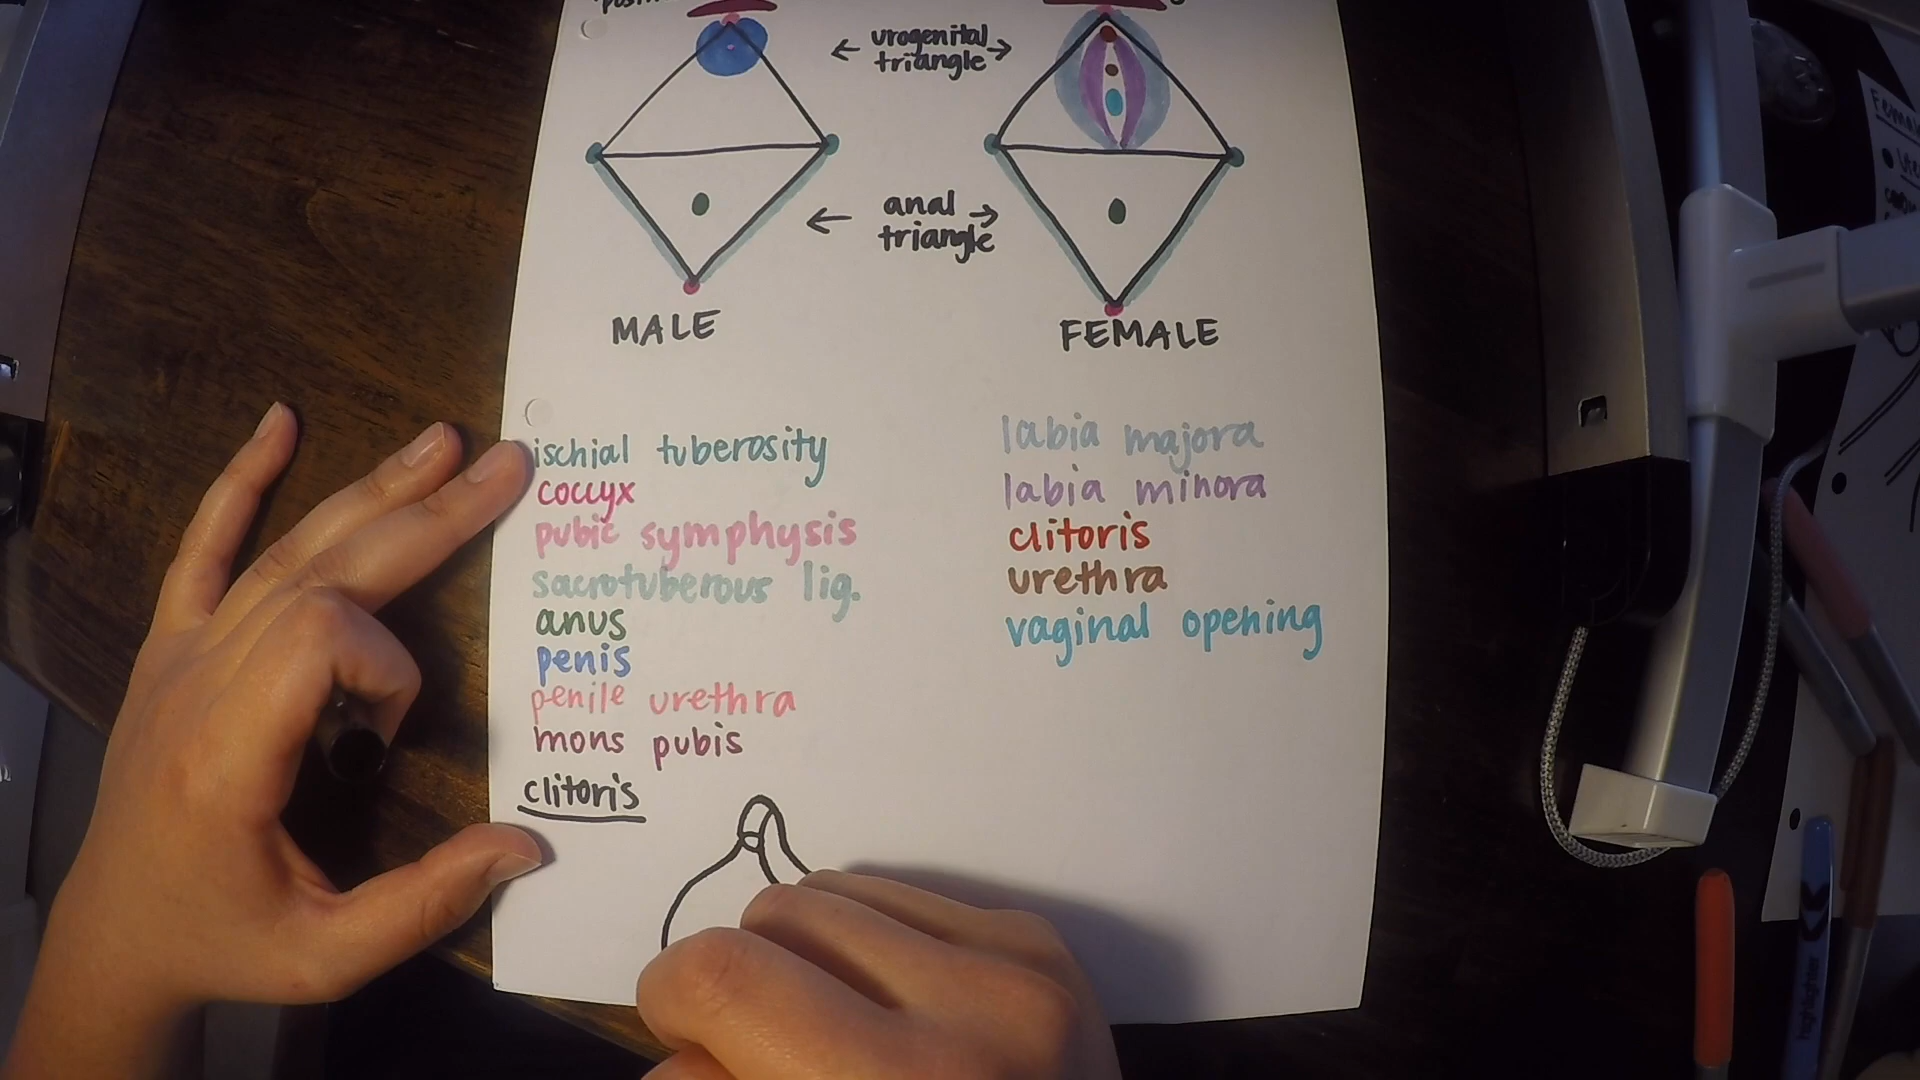 urogenital
triangle
anal
triangle
MALE
FEMALE
ischial tuberosity
coccyx
pubic symphysis
sacrotuberous lig.
anus
penis
penile urethra
mons pubis
clitoris
labia majora
labia minora
clitoris
urethra
vaginal opening
highlighter